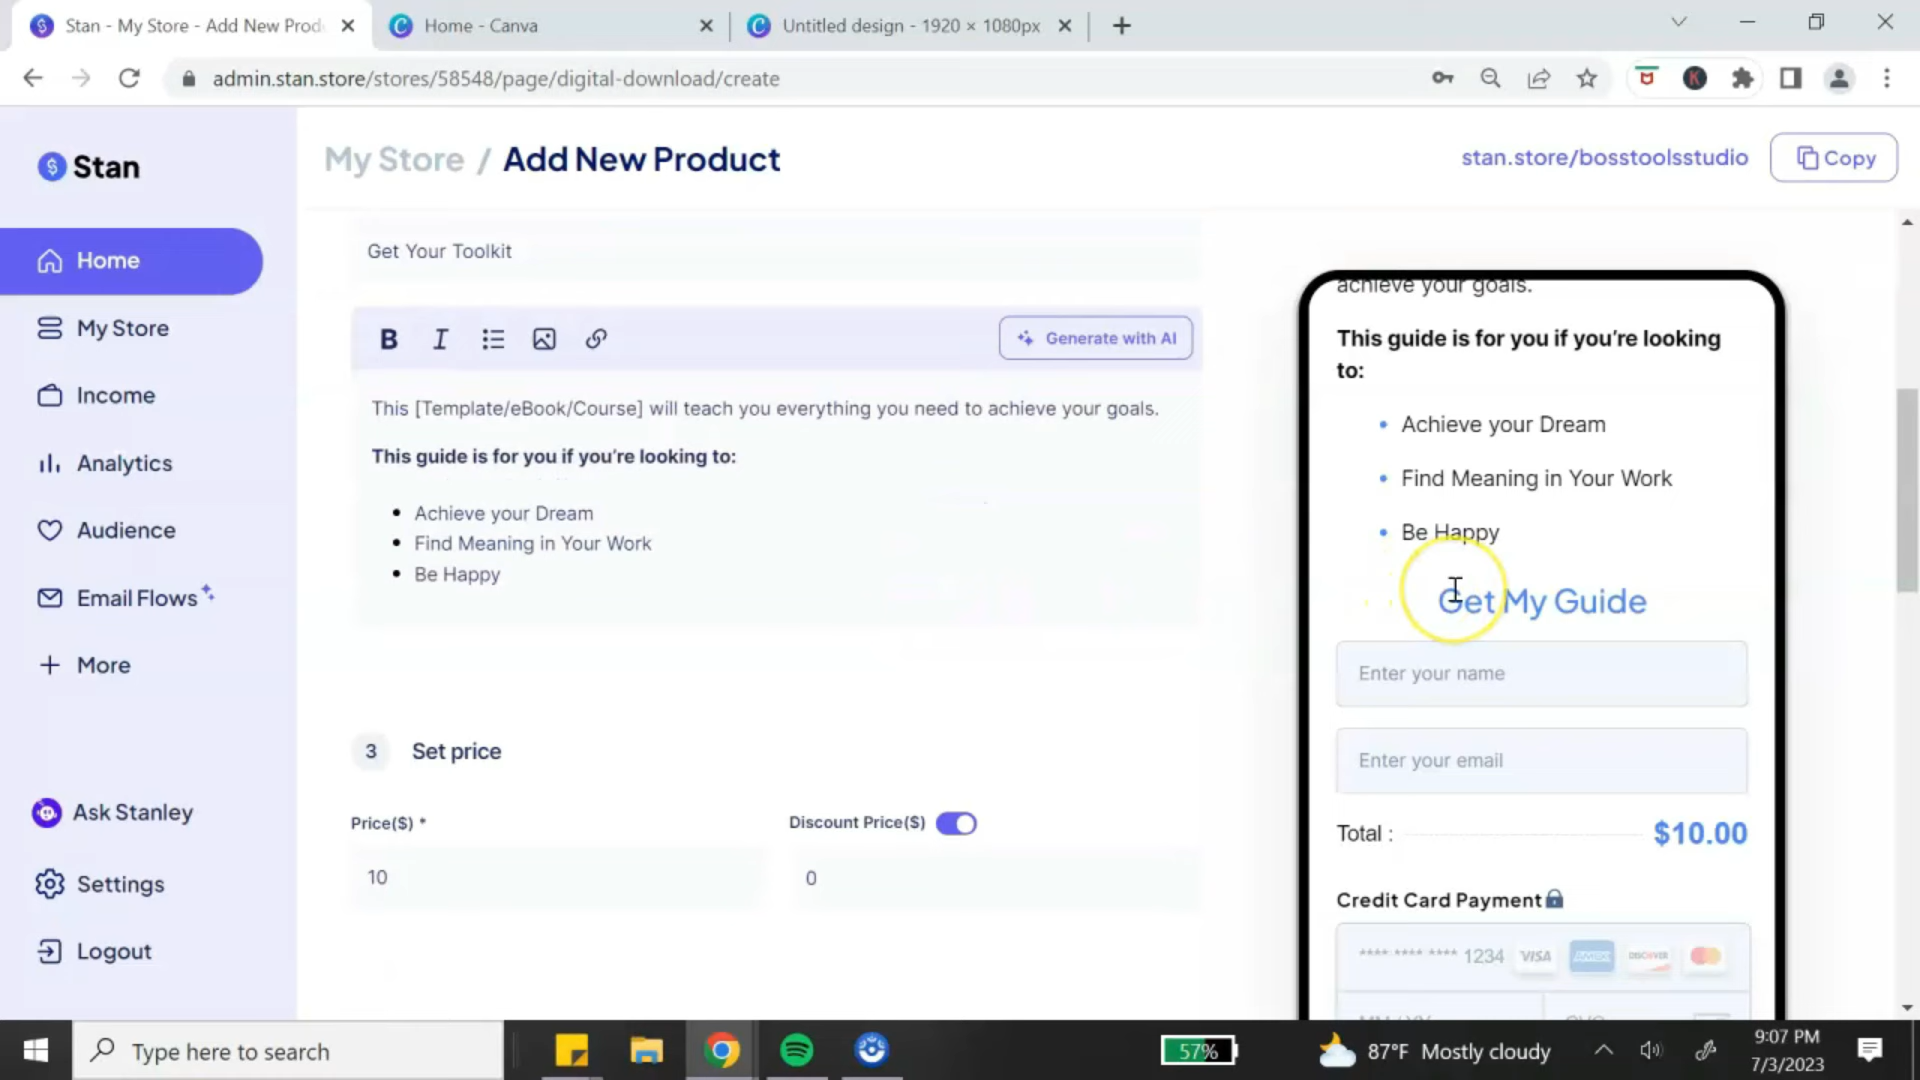 Stan - My Store - Add New Prod
Home - Canva
Untitled design - 1920 × 1080px
admin.stan.store/stores/58548/page/digital-download/create
Stan
My Store / Add New Product
stan.store/bosstoolsstudio
Copy
Home
My Store
Income
Analytics
Audience
Email Flows
More
Ask Stanley
Settings
Logout
Get Your Toolkit
B I
Generate with AI
This [Template/eBook/Course] will teach you everything you need to achieve your goals.
This guide is for you if you're looking to:
Achieve your Dream
Find Meaning in Your Work
Be Happy
3 Set price
Price($) *
Discount Price($)
10
0
achieve your goals.
This guide is for you if you're looking
to:
Achieve your Dream
Find Meaning in Your Work
Be Happy
Get My Guide
Enter your name
Enter your email
Total :
$10.00
Credit Card Payment
**** **** **** 1234
VISA
AMEX
DISCOVER
Type here to search
57%
87°F Mostly cloudy
9:07 PM
7/3/2023